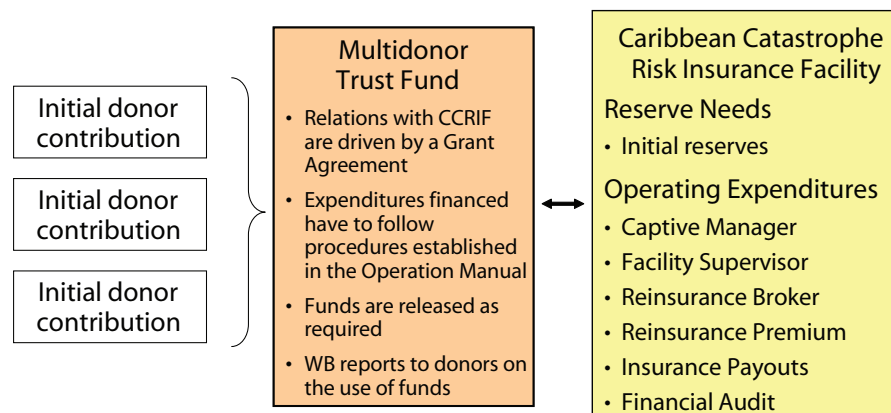 Initial donor
contribution
Initial donor
contribution
Initial donor
contribution
Multidonor
Trust Fund
• Relations with CCRIF
are driven by a Grant
Agreement
• Expenditures financed
have to follow
procedures established
in the Operation Manual
• Funds are released as
required
• WB reports to donors on
the use of funds
Caribbean Catastrophe
Risk Insurance Facility
Reserve Needs
• Initial reserves
Operating Expenditures
• Captive Manager
• Facility Supervisor
• Reinsurance Broker
• Reinsurance Premium
• Insurance Payouts
• Financial Audit